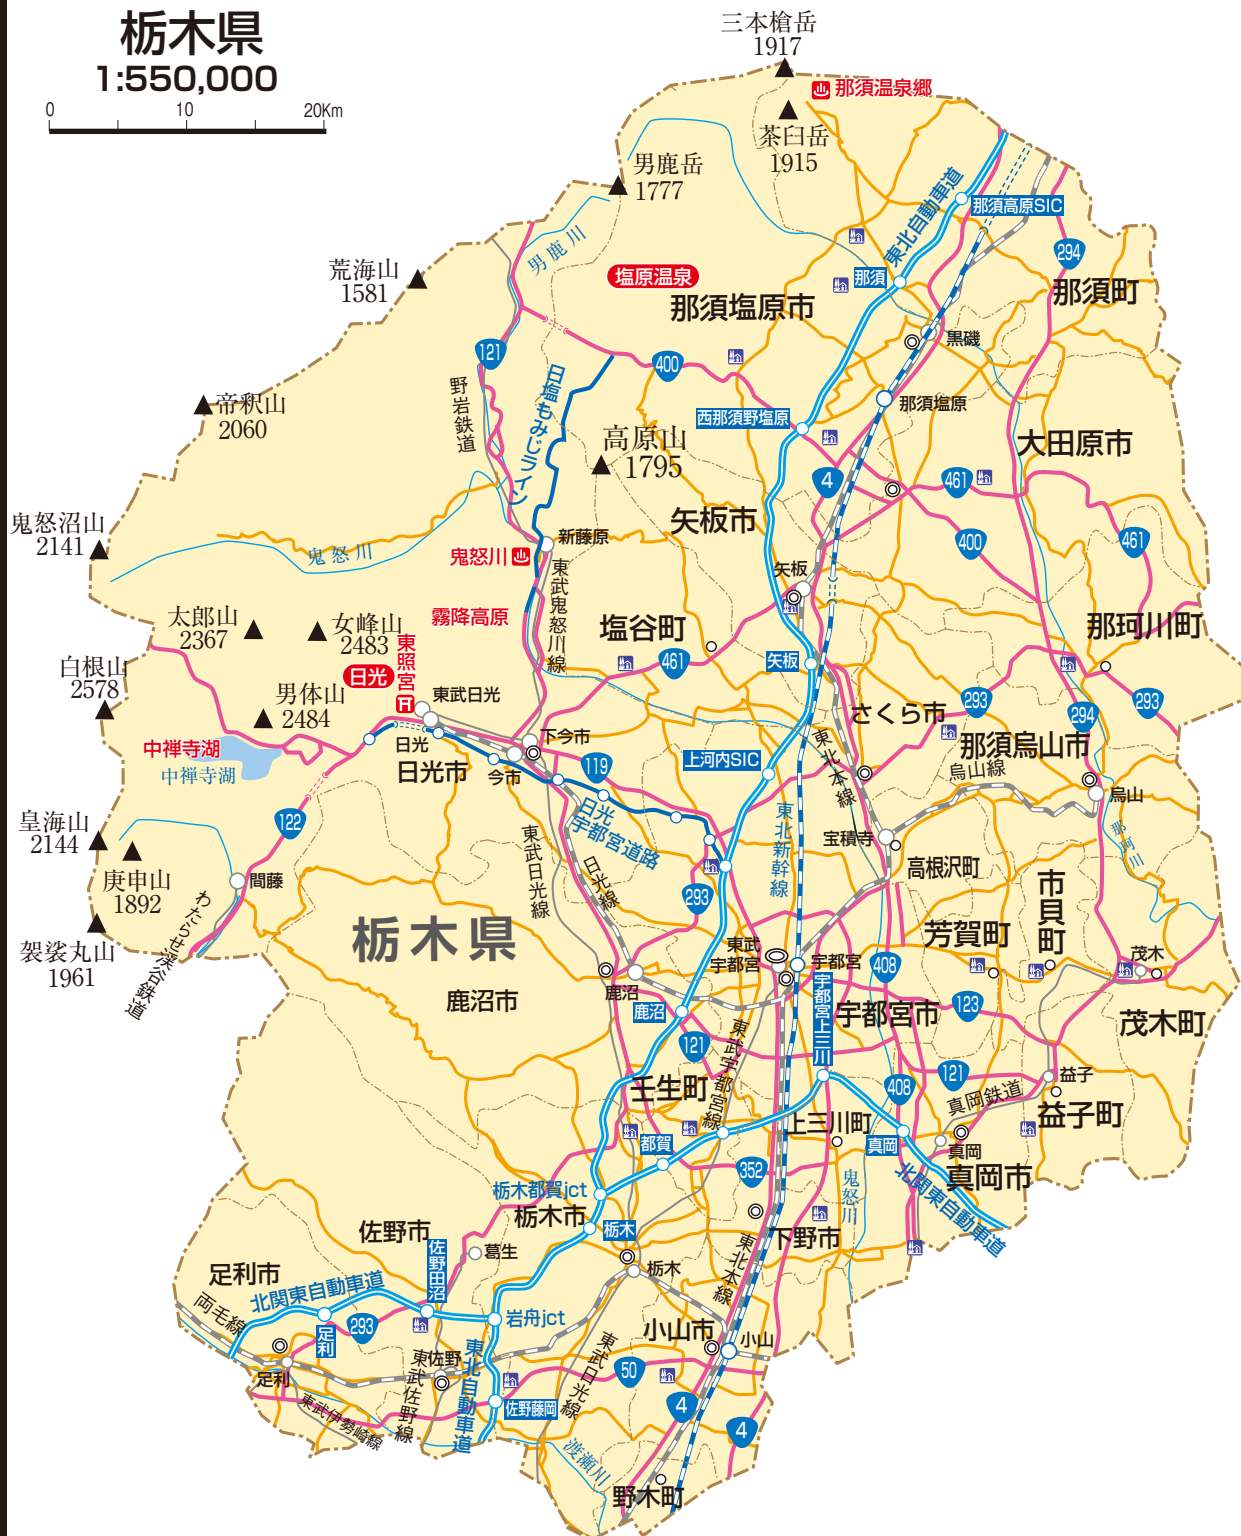 栃木県
1:550,000
0 10 20Km
三本槍岳
1917
那須温泉郷
茶臼岳
1915
男鹿岳
1777
東北自動車道
那須高原SIC
男鹿川
294
荒海山
1581
塩原温泉
那須
那須町
那須塩原市
黒磯
121
400
日塩もみじライン
野岩鉄道
帝釈山
2060
那須塩原
西那須野塩原
高原山
1795
大田原市
4
461
鬼怒沼山
2141
矢板市
新藤原
鬼怒川
鬼怒川
400
461
東武鬼怒川線
矢板
太郎山
2367
女峰山
2483
霧降高原
塩谷町
那珂川町
東照宮
461
矢板
白根山
2578
日光
東武日光
男体山
2484
293
293
294
さくら市
中禅寺湖
中禅寺湖
日光
下今市
那須烏山市
日光市
今市
119
上河内SIC
東北本線
烏山線
烏山
皇海山
2144
122
日光宇都宮道路
東北新幹線
宝積寺
那珂川
庚申山
1892
間藤
東武日光線
日光線
高根沢町
市貝町
293
わたらせ渓谷鉄道
袈裟丸山
1961
栃木県
芳賀町
東武宇都宮
宇都宮
408
茂木
鹿沼市
鹿沼
鹿沼
宇都宮上三川
宇都宮市
123
茂木町
121
東武宇都宮線
壬生町
408
121
益子
真岡鉄道
益子町
上三川町
都賀
真岡
真岡
352
真岡市
北関東自動車道
栃木都賀jct
鬼怒川
栃木市
佐野市
栃木
下野市
佐野田沼
葛生
東北本線
足利市
北関東自動車道
栃木
両毛線
岩舟jct
293
足利
小山市
小山
足利
佐野
東武佐野線
東北自動車道
東武日光線
50
東武伊勢崎線
佐野藤岡
4
4
渡瀬川
野木町